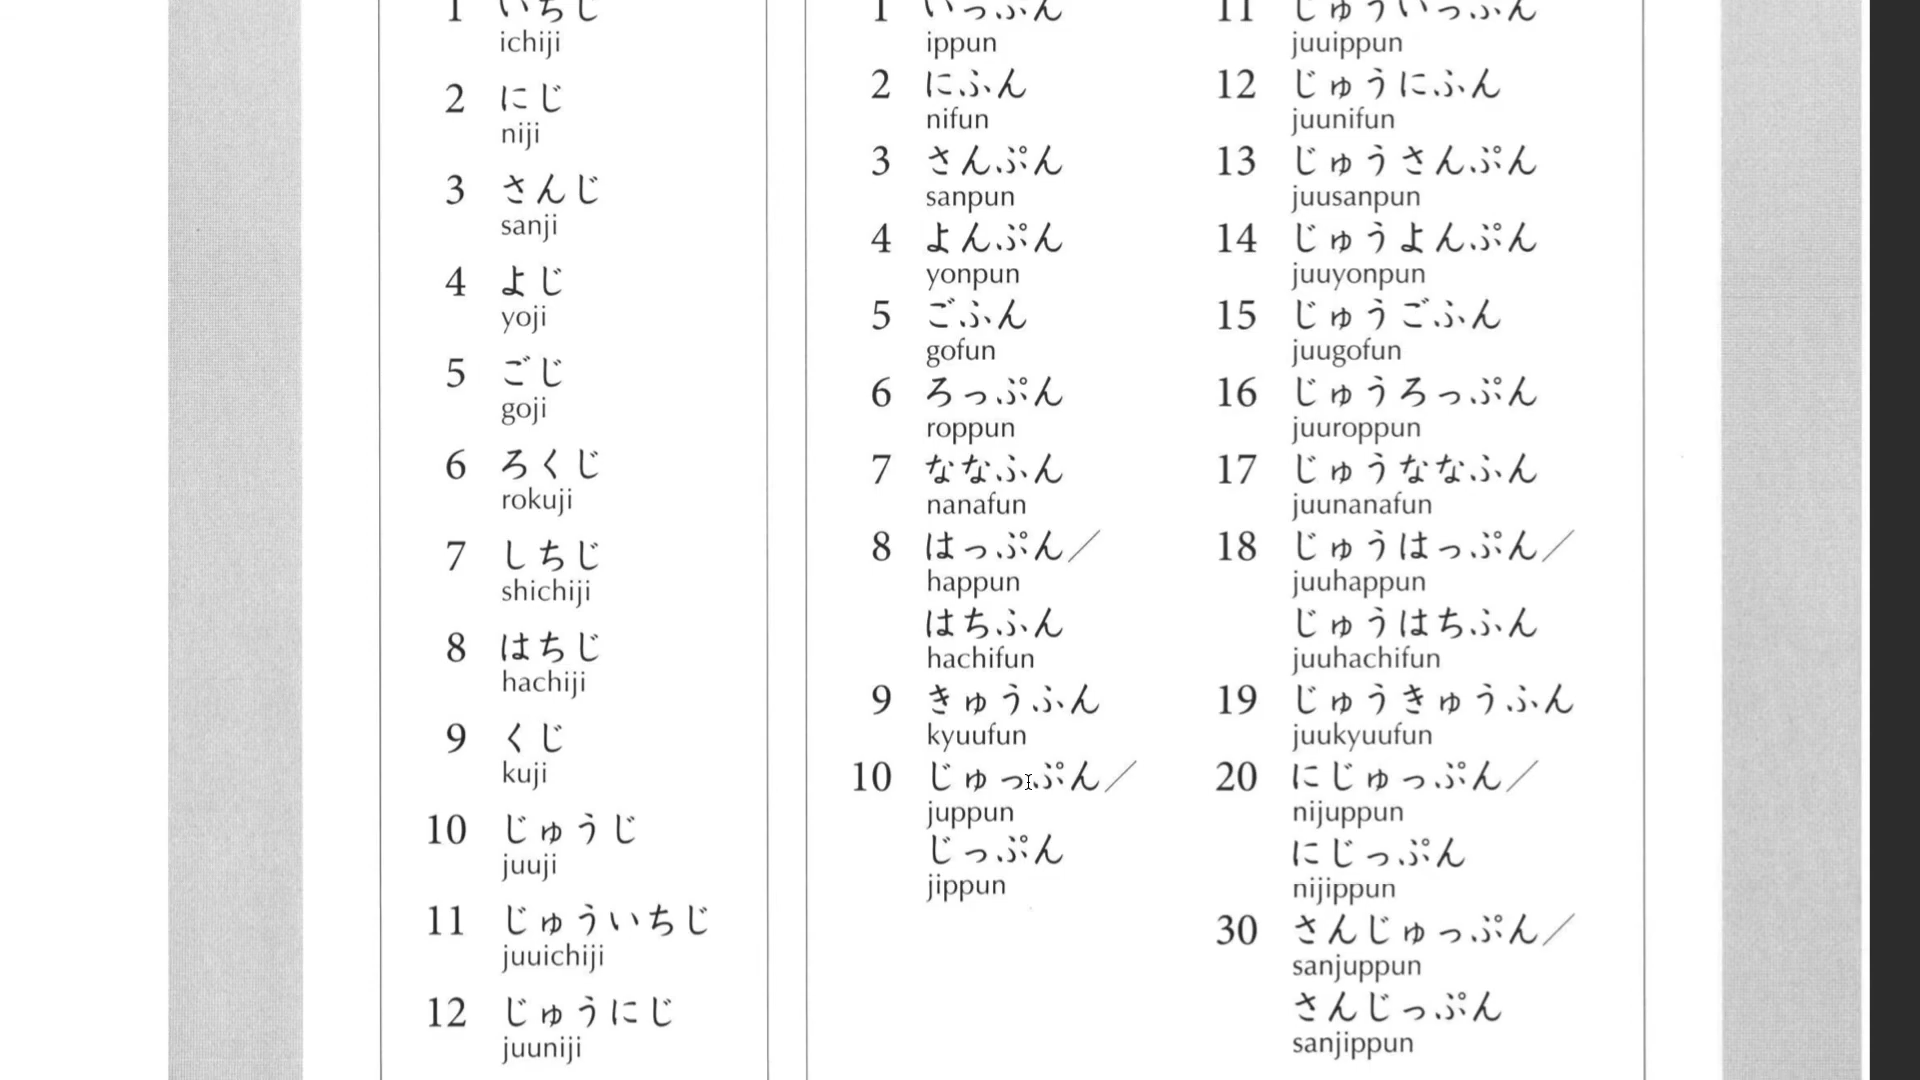 1 いちじ
ichiji
2 にじ
niji
3 さんじ
sanji
4 よじ
yoji
5 ごじ
goji
6 ろくじ
rokuji
7 しちじ
shichiji
8 はちじ
hachiji
9 くじ
kuji
10 じゅうじ
juuji
11 じゅういちじ
juuichiji
12 じゅうにじ
juuniji
1 いっぷん
ippun
2 にふん
nifun
3 さんぷん
sanpun
4 よんぷん
yonpun
5 ごふん
gofun
6 ろっぷん
roppun
7 ななふん
nanafun
8 はっぷん／
happun
はちふん
hachifun
9 きゅうふん
kyuufun
10 じゅっぷん／
juppun
じっぷん
jippun
11 じゅういっぷん
juuippun
12 じゅうにふん
juunifun
13 じゅうさんぷん
juusanpun
14 じゅうよんぷん
juuyonpun
15 じゅうごふん
juugofun
16 じゅうろっぷん
juuroppun
17 じゅうななふん
juunanafun
18 じゅうはっぷん／
juuhappun
じゅうはちふん
juuhachifun
19 じゅうきゅうふん
juukyuufun
20 にじゅっぷん／
nijuppun
にじっぷん
nijippun
30 さんじゅっぷん／
sanjuppun
さんじっぷん
sanjippun